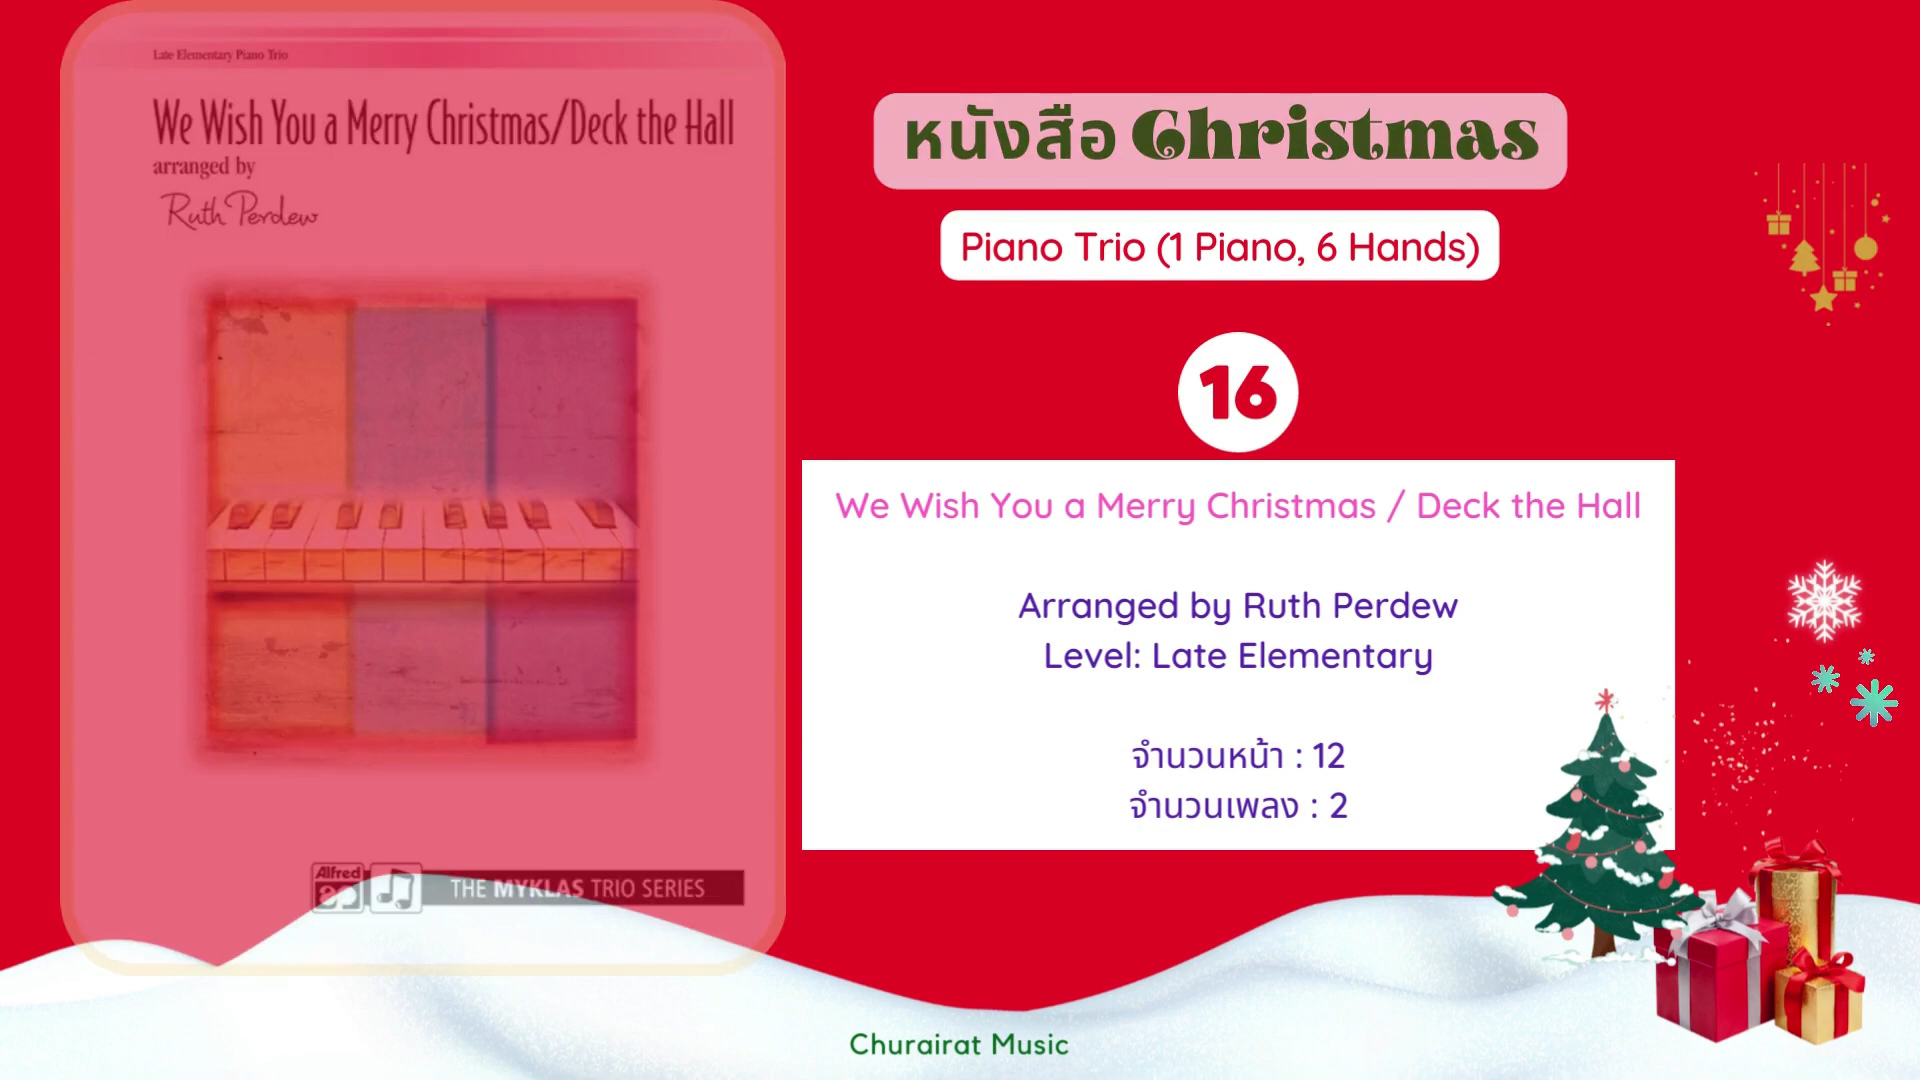 Late Elementary Piano Trio
We Wish You a Merry Christmas/Deck the Hall
arranged by
Ruth Perdew
Alfred
THE MYKLAS TRIO SERIES
หนังสือ Christmas
Piano Trio (1 Piano, 6 Hands)
16
We Wish You a Merry Christmas / Deck the Hall
Arranged by Ruth Perdew
Level: Late Elementary
จำนวนหน้า : 12
จำนวนเพลง : 2
Churairat Music